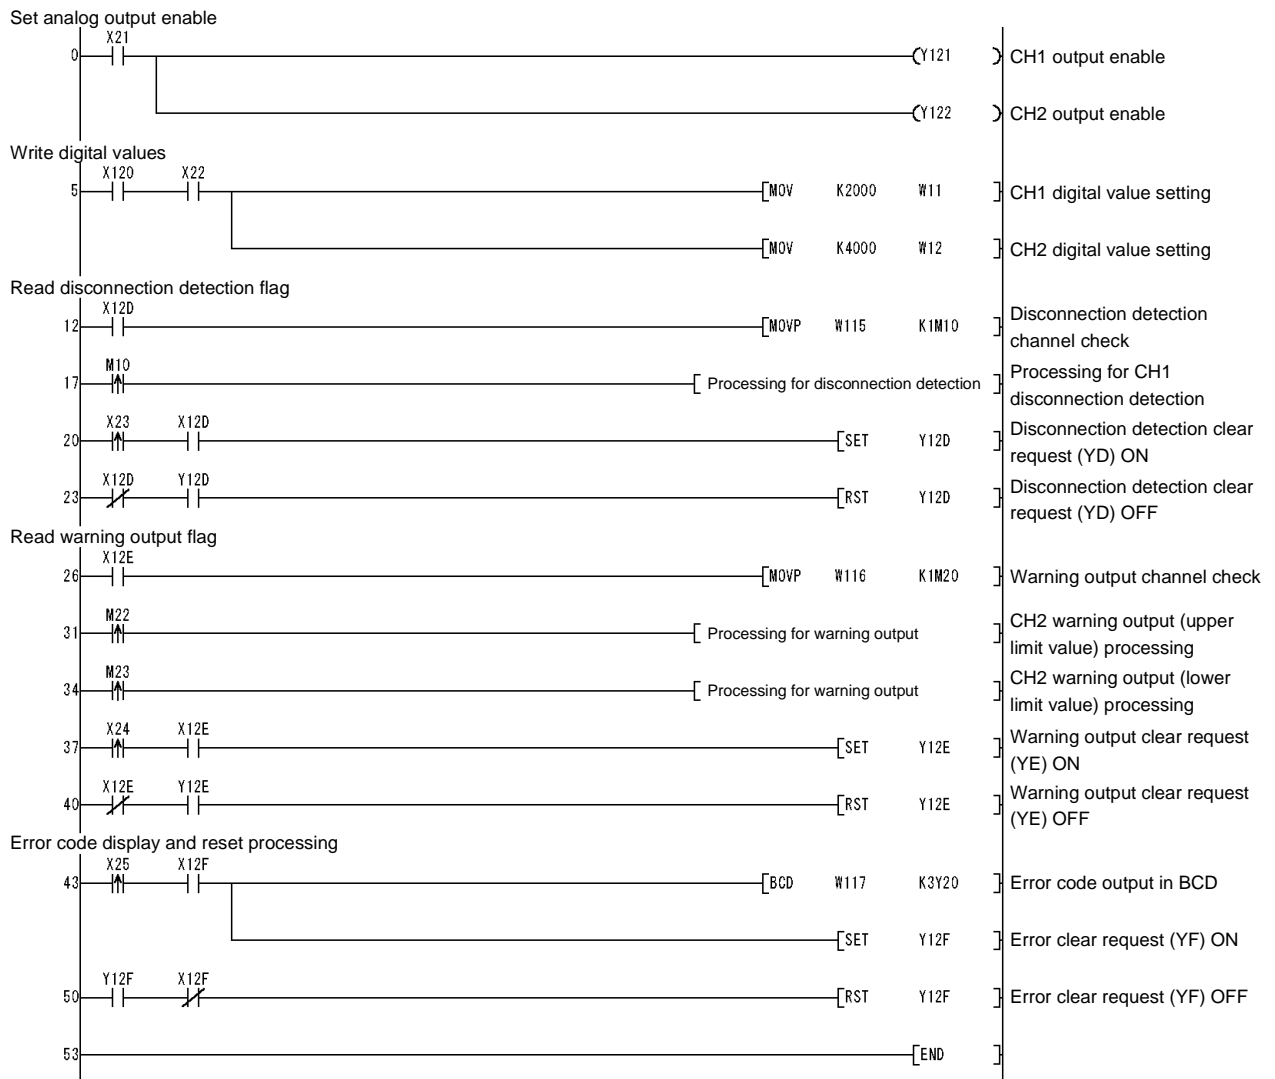 Set analog output enable
X21
0 (Y121 ) CH1 output enable
(Y122 ) CH2 output enable
Write digital values
X120 X22
5 [MOV K2000 W11 ] CH1 digital value setting
[MOV K4000 W12 ] CH2 digital value setting
Read disconnection detection flag
X12D
12 [MOVP W115 K1M10 ] Disconnection detection
channel check
M10
17 [ Processing for disconnection detection ] Processing for CH1
disconnection detection
X23 X12D
20 [SET Y12D ] Disconnection detection clear
request (YD) ON
X12D Y12D
23 [RST Y12D ] Disconnection detection clear
request (YD) OFF
Read warning output flag
X12E
26 [MOVP W116 K1M20 ] Warning output channel check
M22
31 [ Processing for warning output ] CH2 warning output (upper
limit value) processing
M23
34 [ Processing for warning output ] CH2 warning output (lower
limit value) processing
X24 X12E
37 [SET Y12E ] Warning output clear request
(YE) ON
X12E Y12E
40 [RST Y12E ] Warning output clear request
(YE) OFF
Error code display and reset processing
X25 X12F
43 [BCD W117 K3Y20 ] Error code output in BCD
[SET Y12F ] Error clear request (YF) ON
Y12F X12F
50 [RST Y12F ] Error clear request (YF) OFF
53 [END ]